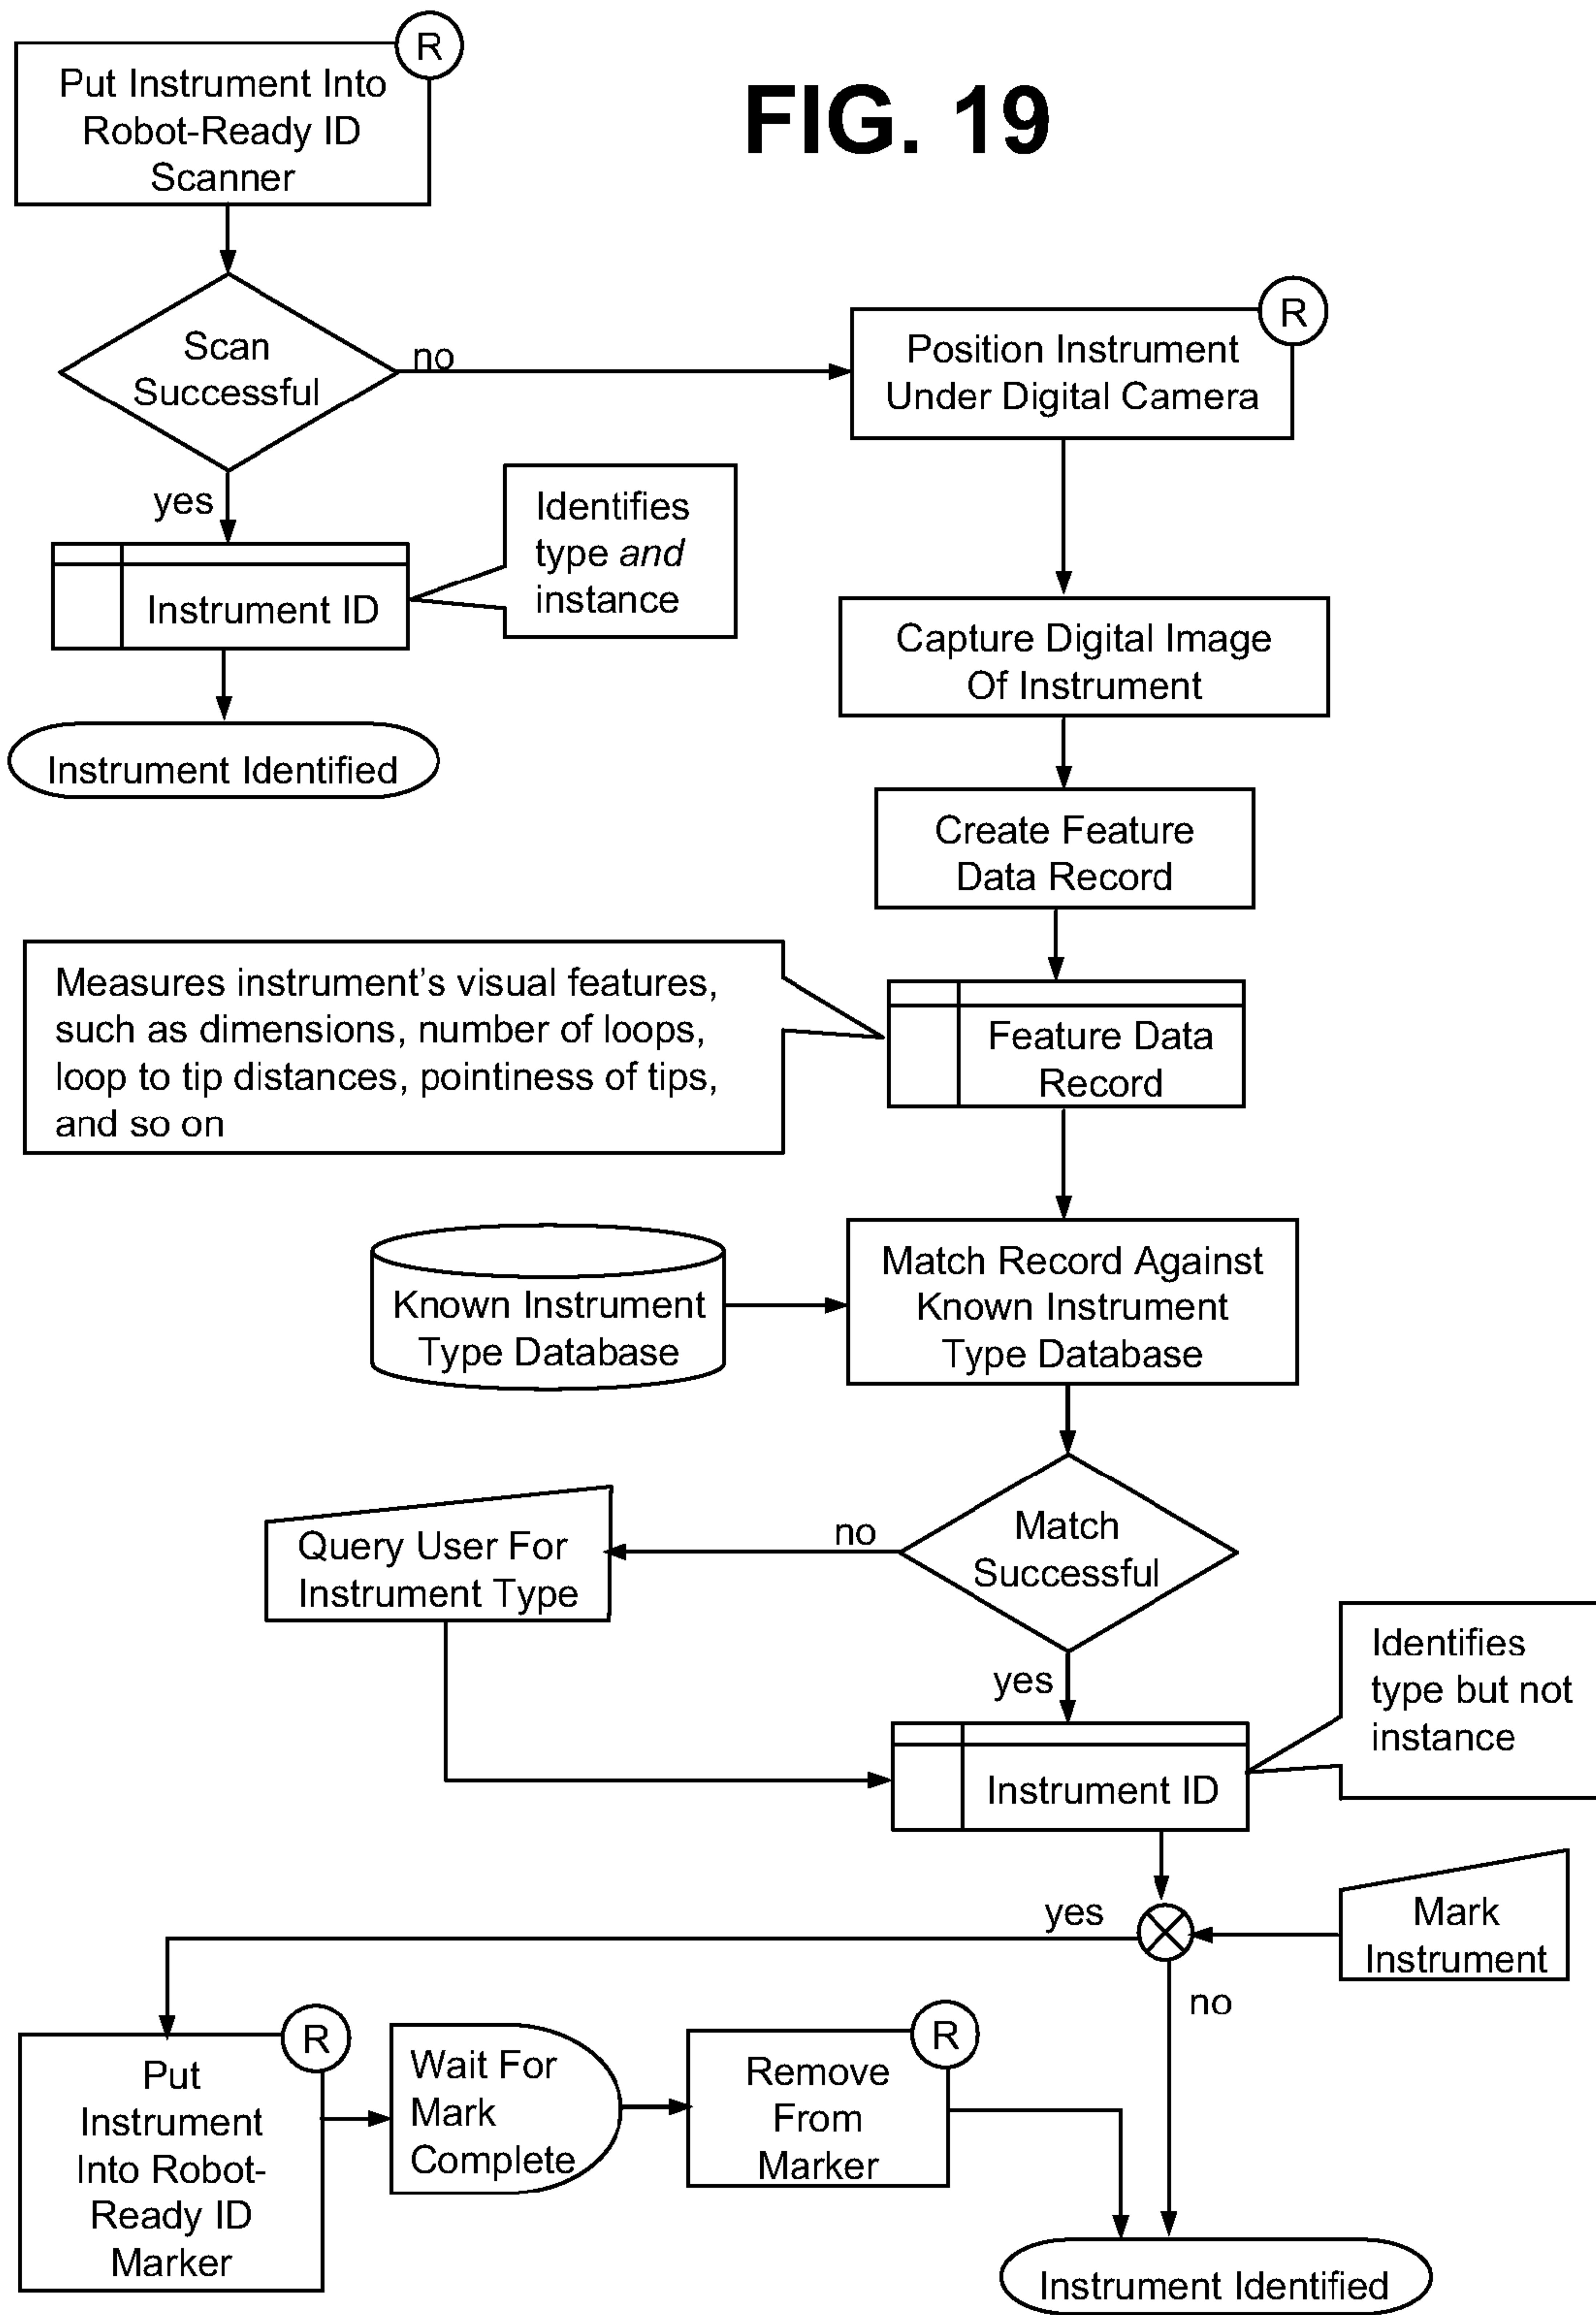 FIG. 19
R
Put Instrument Into
Robot-Ready ID
Scanner
Scan
Successful
no
R
Position Instrument
Under Digital Camera
yes
Identifies
type and
instance
Instrument ID
Instrument Identified
Capture Digital Image
Of Instrument
Create Feature
Data Record
Measures instrument's visual features,
such as dimensions, number of loops,
loop to tip distances, pointiness of tips,
and so on
Feature Data
Record
Known Instrument
Type Database
Match Record Against
Known Instrument
Type Database
Match
Successful
no
Query User For
Instrument Type
yes
Identifies
type but not
instance
Instrument ID
Mark
Instrument
yes
no
R
Put
Instrument
Into Robot-
Ready ID
Marker
Wait For
Mark
Complete
R
Remove
From
Marker
Instrument Identified